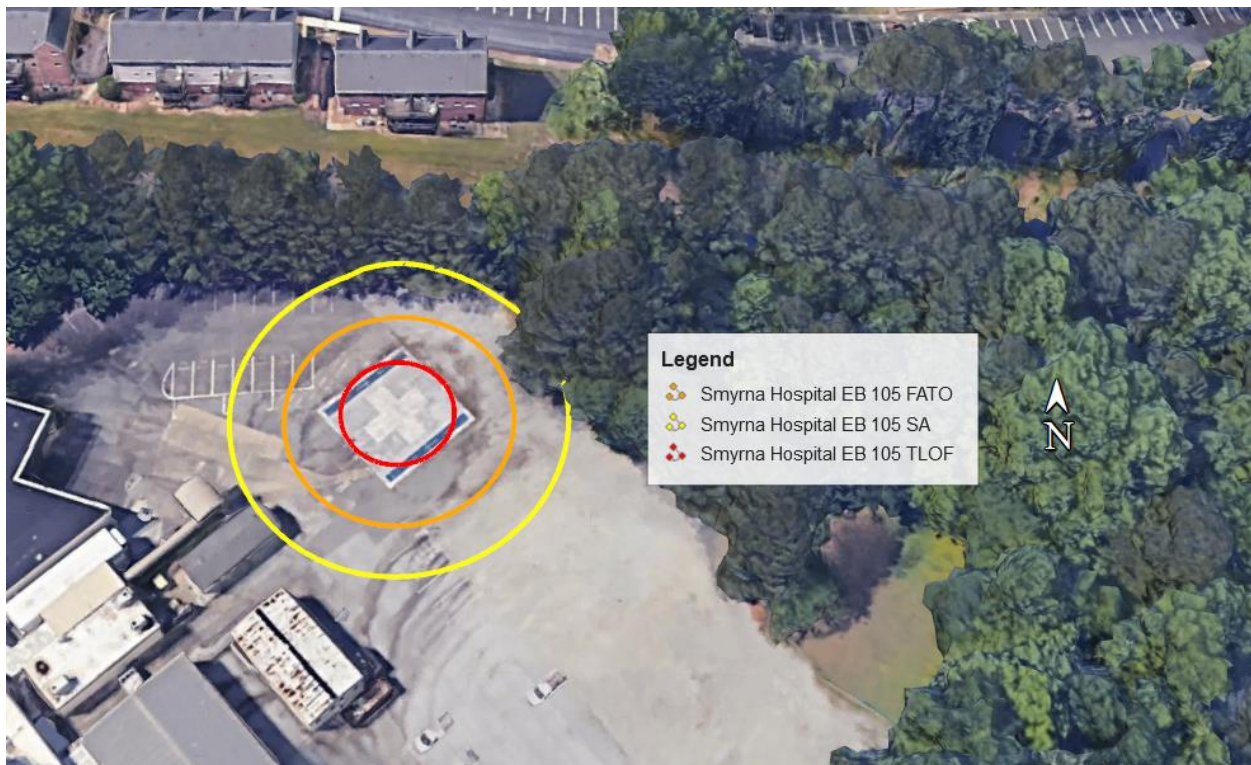 Legend
Smyrna Hospital EB 105 FATO
Smyrna Hospital EB 105 SA
Smyrna Hospital EB 105 TLOF
N